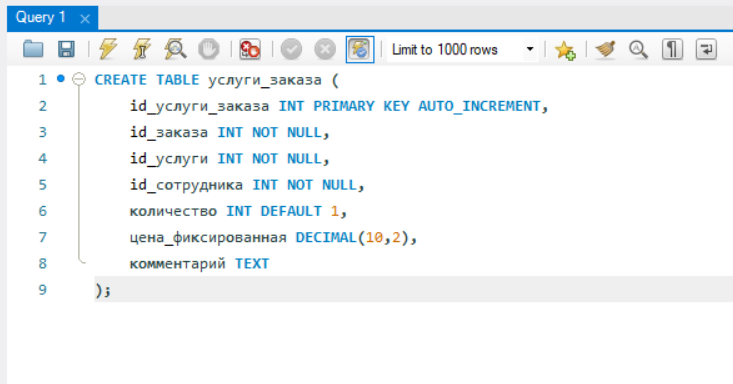 Query 1
Limit to 1000 rows
1 CREATE TABLE услуги_заказа (
2 id_услуги_заказа INT PRIMARY KEY AUTO_INCREMENT,
3 id_заказа INT NOT NULL,
4 id_услуги INT NOT NULL,
5 id_сотрудника INT NOT NULL,
6 количество INT DEFAULT 1,
7 цена_фиксированная DECIMAL(10,2),
8 комментарий TEXT
9 );